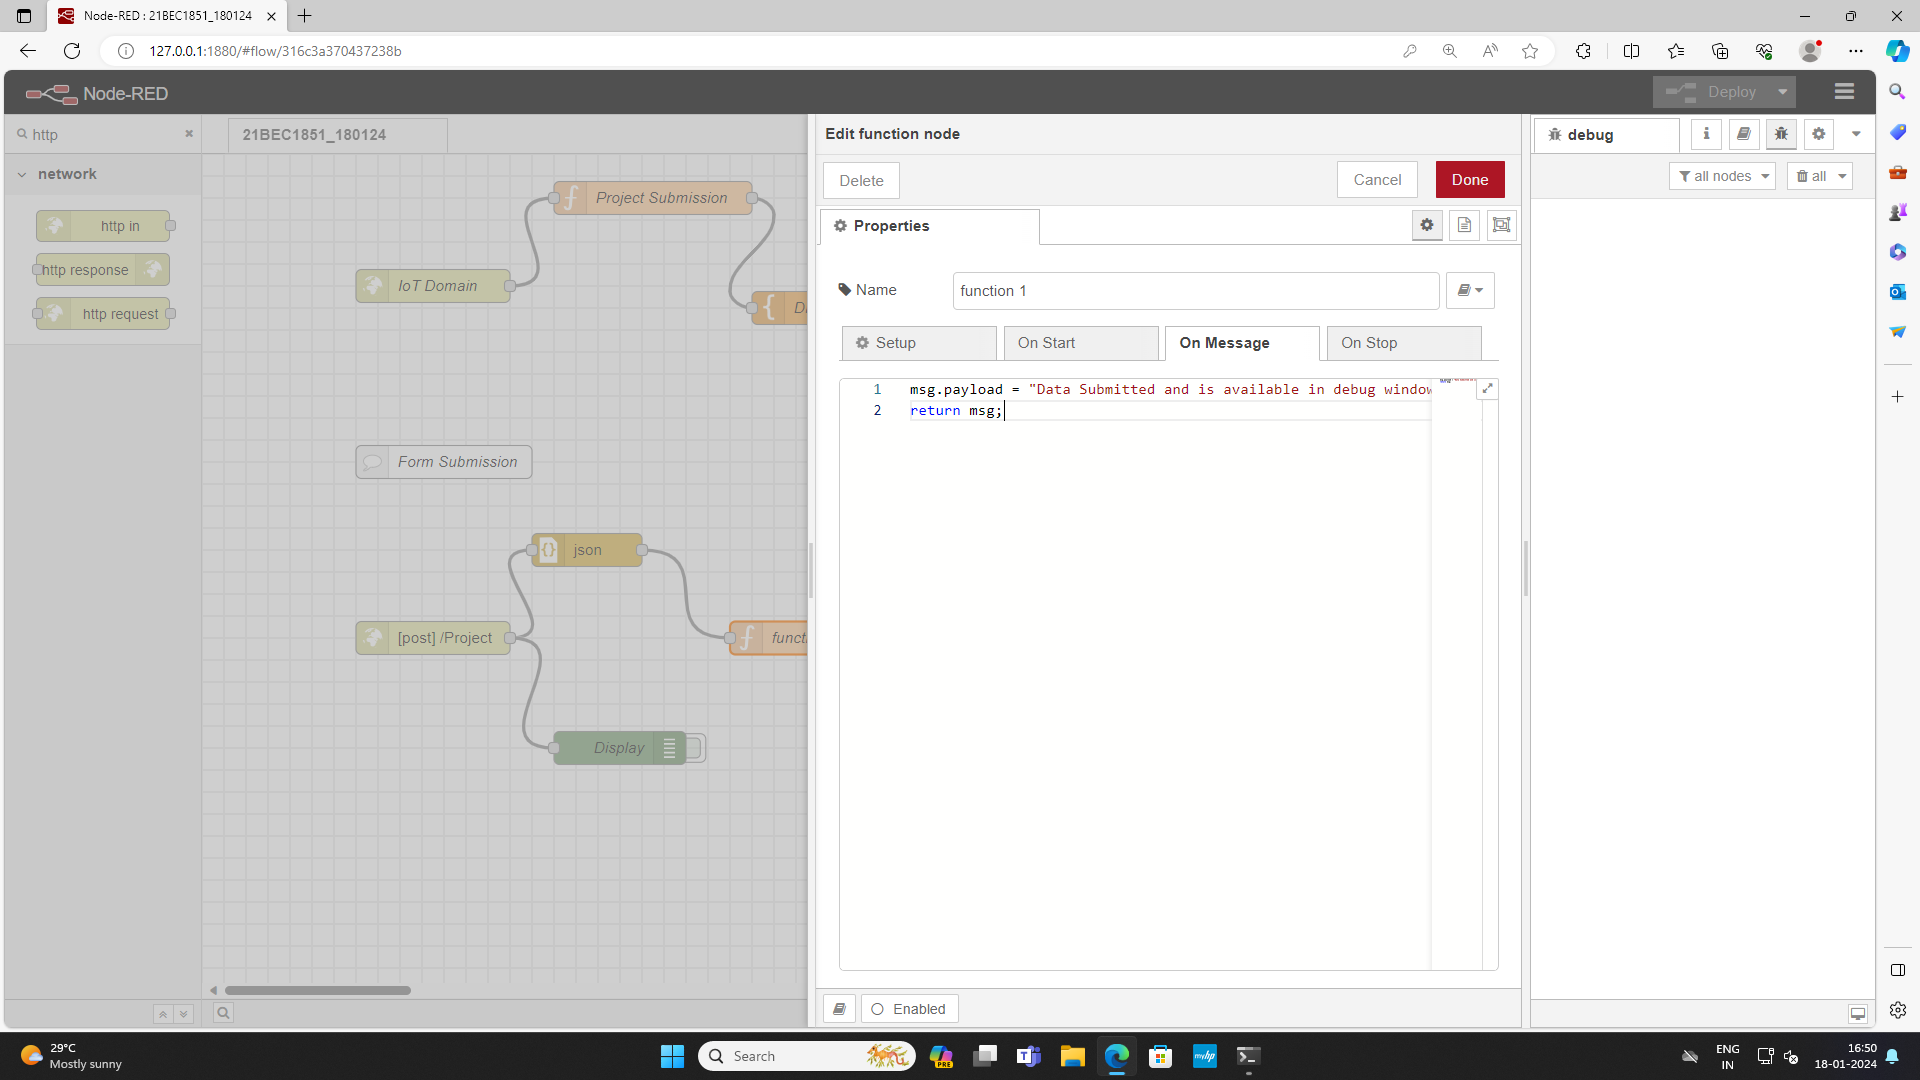 Node-RED : 21BEC1851_180124
127.0.0.1:1880/#flow/316c3a370437238b
Node-RED
Deploy
http
21BEC1851_180124
Edit function node
debug
network
Delete
Cancel
Done
all nodes
all
http in
Project Submission
Properties
http response
IoT Domain
Name
function 1
http request
D
Setup
On Start
On Message
On Stop
1 msg.payload = "Data Submitted and is available in debug window
2 return msg;
Form Submission
json
[post] /Project
functi
Display
Enabled
29°C
Mostly sunny
Search
PRE
myhp
ENG
IN
16:50
18-01-2024